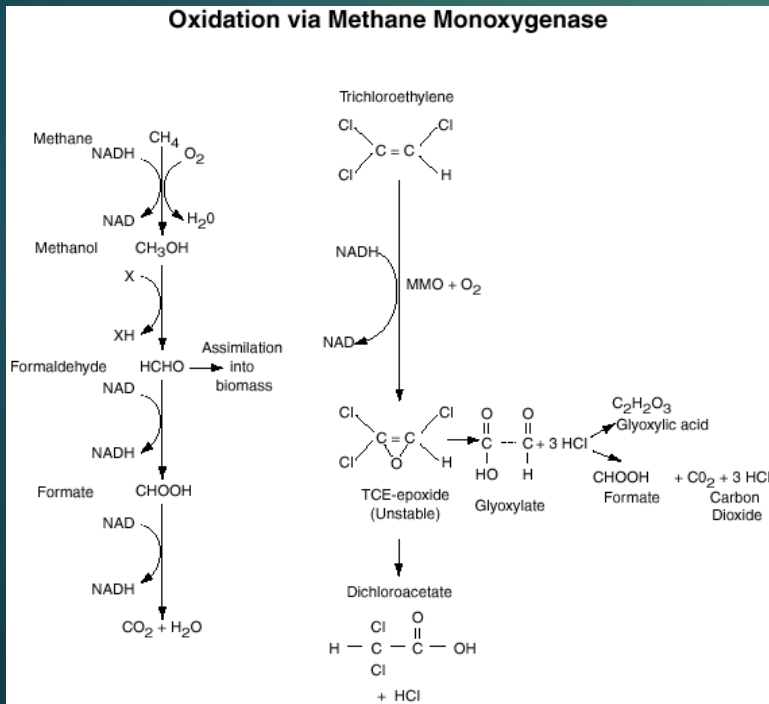 Oxidation via Methane Monoxygenase
Methane CH4
NADH O2
NAD H20
Methanol CH3OH
X
XH
Formaldehyde HCHO
Assimilation
into
biomass
NAD
NADH
Formate CHOOH
NAD
NADH
CO2 + H2O
Trichloroethylene
Cl Cl
C = C
Cl H
NADH
MMO + O2
NAD
Cl Cl
C = C
Cl O H
TCE-epoxide
(Unstable)
O O
C -- C + 3 HCl
HO H
Glyoxylate
C2H2O3
Glyoxylic acid
CHOOH + C02 + 3 HCl
Formate Carbon
Dioxide
Dichloroacetate
Cl O
H — C — C — OH
Cl
+ HCl